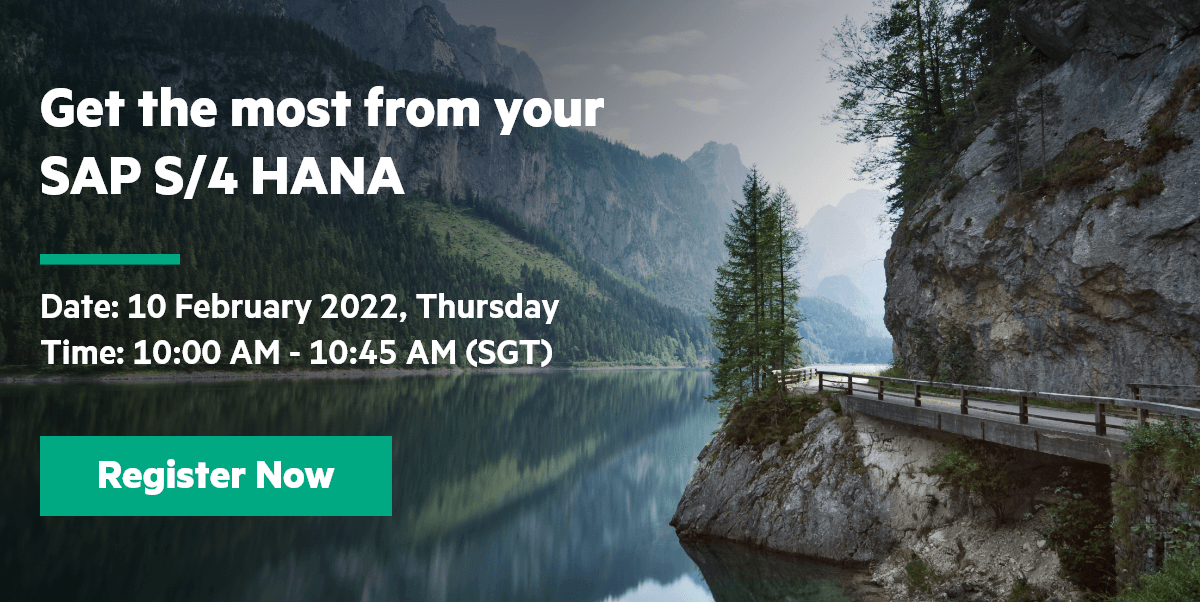 Get the most from your
SAP S/4 HANA
Date: 10 February 2022, Thursday
Time: 10:00 AM - 10:45 AM (SGT)
Register Now